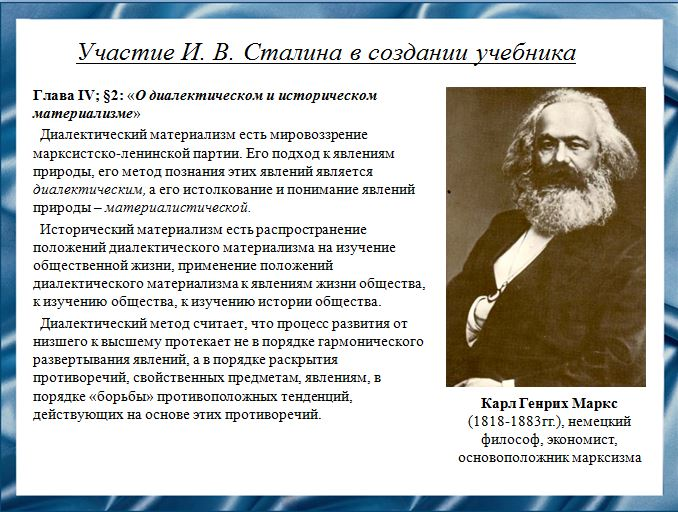 Участие И. В. Сталина в создании учебника
Глава IV; §2: «О диалектическом и историческом
материализме»
Диалектический материализм есть мировоззрение
марксистско-ленинской партии. Его подход к явлениям
природы, его метод познания этих явлений является
диалектическим, а его истолкование и понимание явлений
природы – материалистической.
Исторический материализм есть распространение
положений диалектического материализма на изучение
общественной жизни, применение положений
диалектического материализма к явлениям жизни общества,
к изучению общества, к изучению истории общества.
Диалектический метод считает, что процесс развития от
низшего к высшему протекает не в порядке гармонического
развертывания явлений, а в порядке раскрытия
противоречий, свойственных предметам, явлениям, в
порядке «борьбы» противоположных тенденций,
действующих на основе этих противоречий.
Карл Генрих Маркс
(1818-1883гг.), немецкий
философ, экономист,
основоположник марксизма